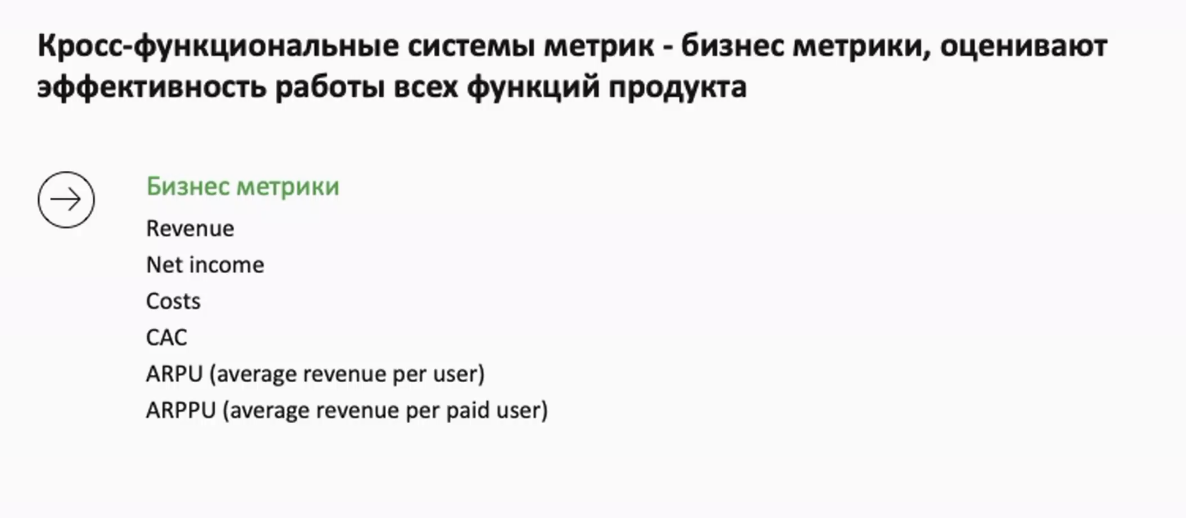 Кросс-функциональные системы метрик - бизнес метрики, оценивают
эффективность работы всех функций продукта
Бизнес метрики
Revenue
Net income
Costs
CAC
ARPU (average revenue per user)
ARPPU (average revenue per paid user)